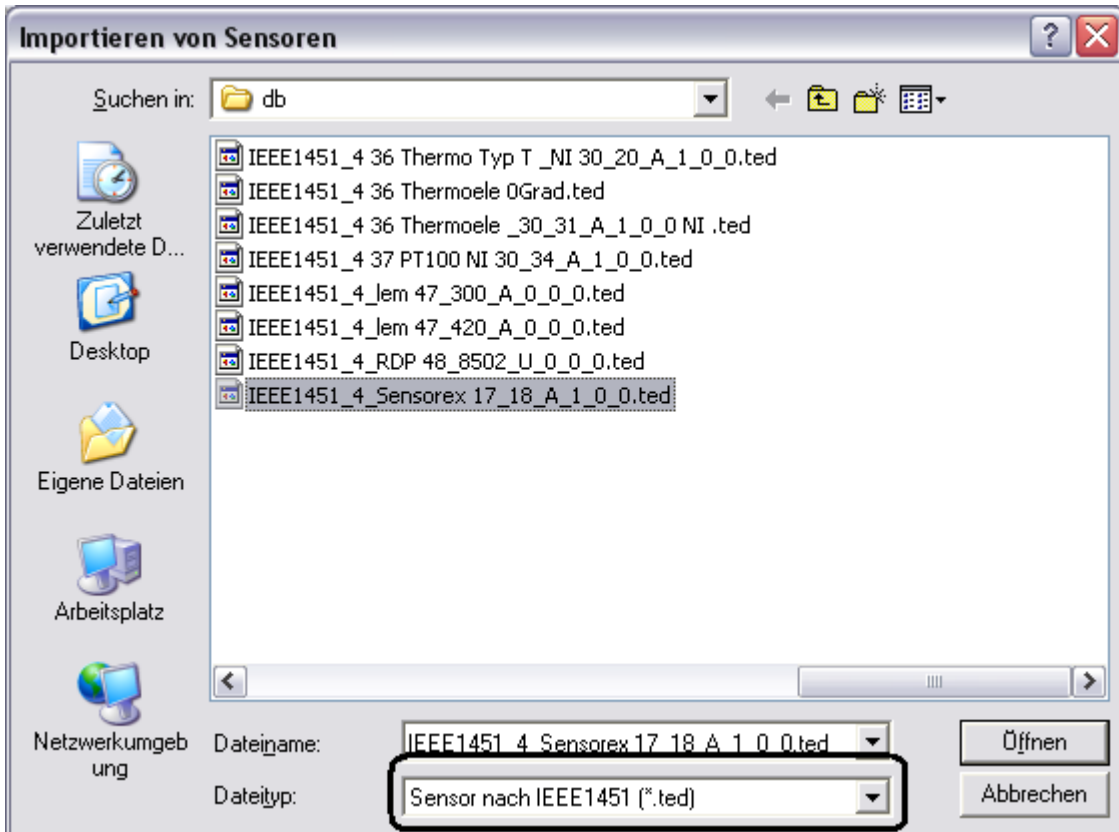 Importieren von Sensoren
Suchen in: db
IEEE1451_4 36 Thermo Typ T _NI 30_20_A_1_0_0.ted
IEEE1451_4 36 Thermoele 0Grad.ted
IEEE1451_4 36 Thermoele _30_31_A_1_0_0 NI .ted
IEEE1451_4 37 PT100 NI 30_34_A_1_0_0.ted
IEEE1451_4_lem 47_300_A_0_0_0.ted
IEEE1451_4_lem 47_420_A_0_0_0.ted
IEEE1451_4_RDP 48_8502_U_0_0_0.ted
IEEE1451_4_Sensorex 17_18_A_1_0_0.ted
Zuletzt
verwendete D...
Desktop
Eigene Dateien
Arbeitsplatz
Netzwerkumgeb
ung
Dateiname: IEEE1451_4_Sensorex 17_18_A_1_0_0.ted Öffnen
Dateityp: Sensor nach IEEE1451 (*.ted) Abbrechen